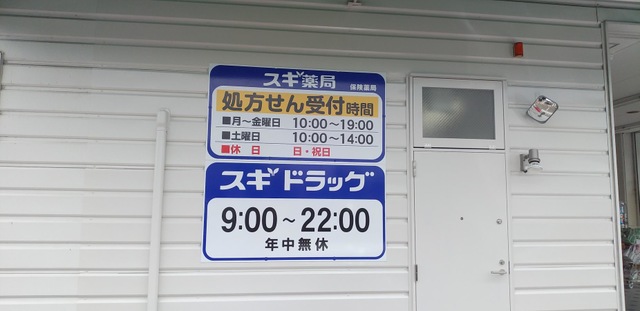 スギ薬局 保険薬局
処方せん受付時間
■月～金曜日 10:00～19:00
■土曜日 10:00～14:00
■休日 日・祝日
スギドラッグ
9:00～22:00
年中無休